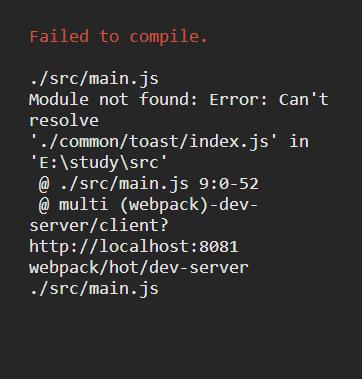 Failed to compile.
./src/main.js
Module not found: Error: Can't
resolve
'./common/toast/index.js' in
'E:\study\src'
@ ./src/main.js 9:0-52
@ multi (webpack)-dev-
server/client?
http://localhost:8081
webpack/hot/dev-server
./src/main.js